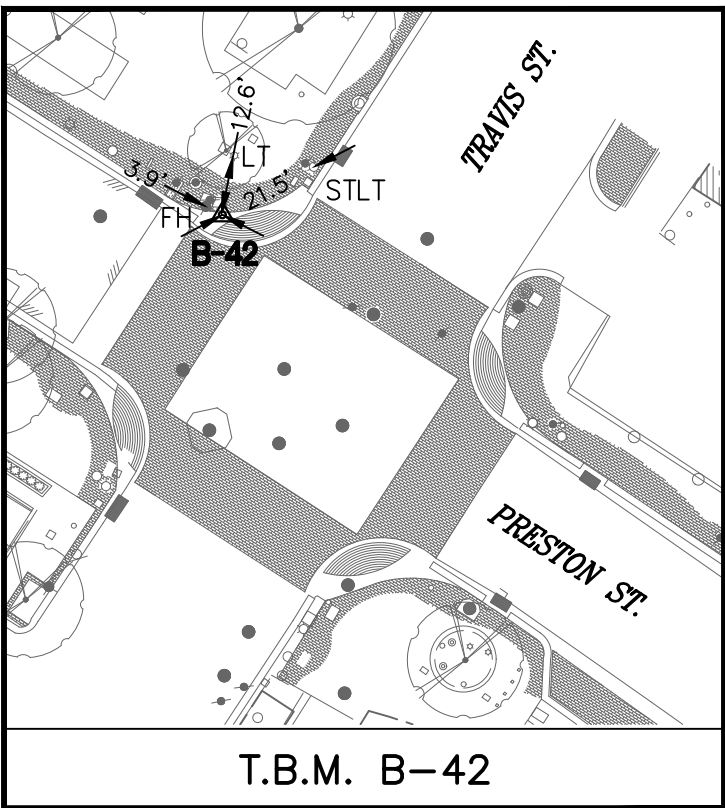 TRAVIS ST.
12.6'
LT
3.9'
21.5'
STLT
FH
B-42
PRESTON ST.
T.B.M. B-42